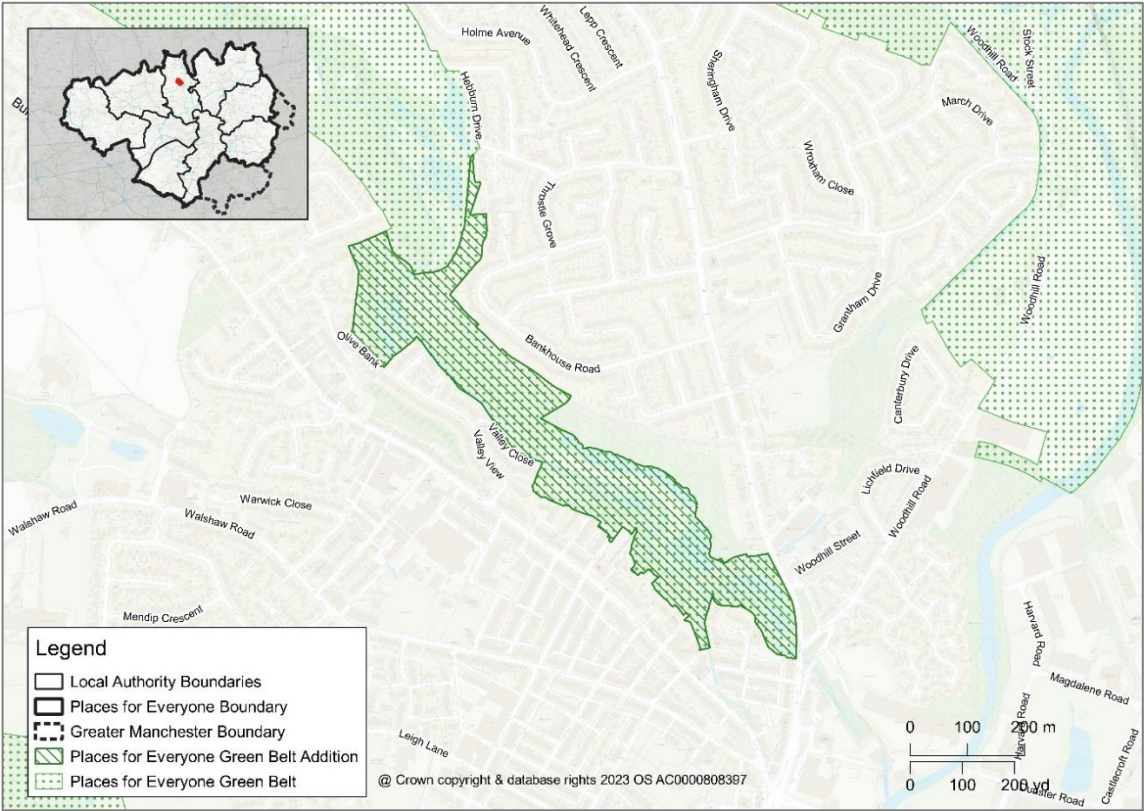 Holme Avenue
Whitehead Crescent
Lepp Crescent
Sheringham Drive
Woodhill Road
Stock Street
March Drive
Hebburn Drive
Wroxham Close
Throstle Grove
Woodhill Road
Grantham Drive
Olive Bank
Bankhouse Road
Canterbury Drive
Valley Close
Valley View
Lichfield Drive
Woodhill Road
Warwick Close
Walshaw Road
Walshaw Road
Woodhill Street
Mendip Crescent
Harvard Road
Magdalene Road
Harvard Road
Castlecroft Road
Leigh Lane
Legend
Local Authority Boundaries
Places for Everyone Boundary
Greater Manchester Boundary
Places for Everyone Green Belt Addition
Places for Everyone Green Belt
@ Crown copyright & database rights 2023 OS AC0000808397
0 100 200 m
0 100 200 yd